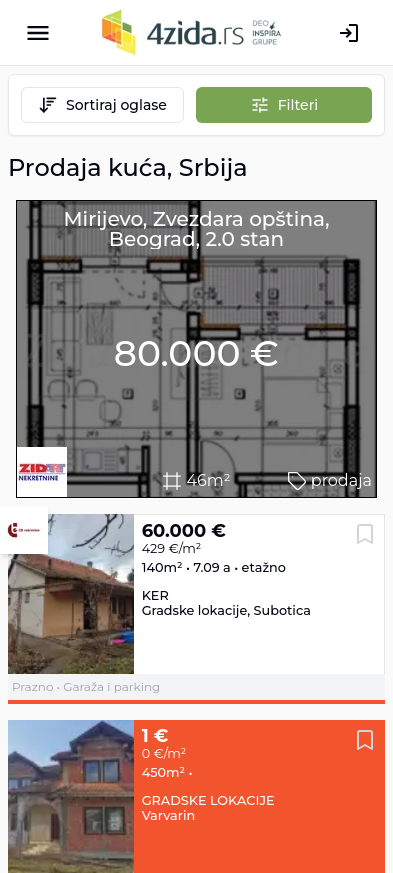 4zida.rs DEO
INSPIRA
GRUPE
Sortiraj oglase
Filteri
Prodaja kuća, Srbija
Mirijevo, Zvezdara opština,
Beograd, 2.0 stan
80.000 €
ZIDIT
NEKRETNINE
46m²
prodaja
60.000 €
429 €/m²
140m² • 7.09 a • etažno
KER
Gradske lokacije, Subotica
Prazno • Garaža i parking
1 €
0 €/m²
450m² •
GRADSKE LOKACIJE
Varvarin